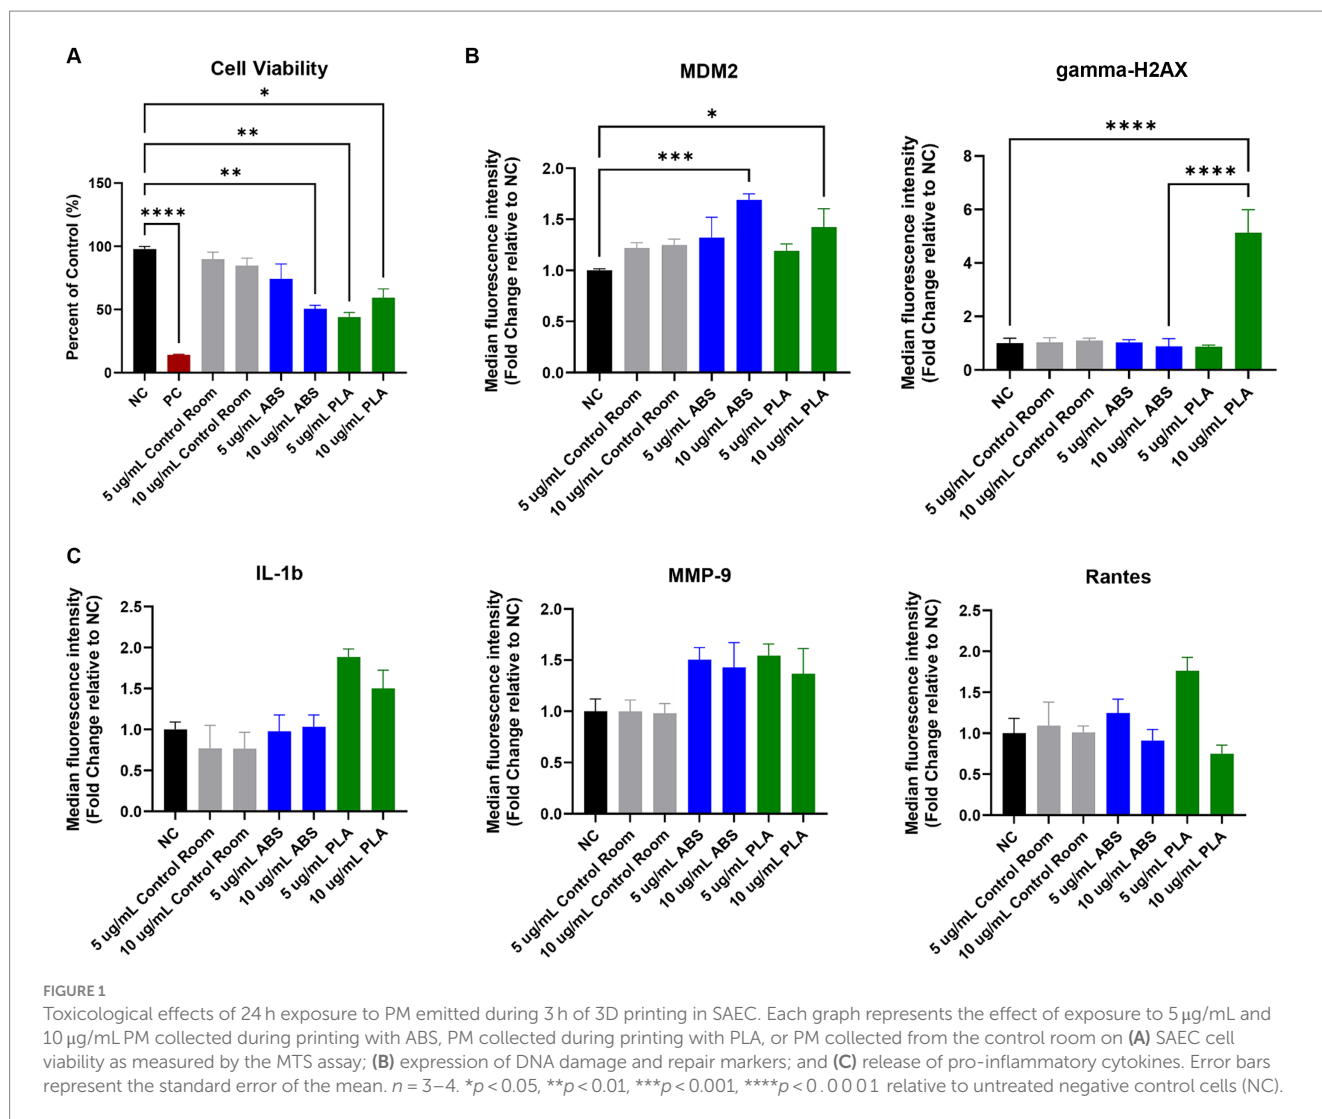 A
Cell Viability
*
**
**
****
Percent of Control (%)
150
100
50
0
NC
PC
5 ug/mL Control Room
10 ug/mL Control Room
5 ug/mL ABS
10 ug/mL ABS
5 ug/mL PLA
10 ug/mL PLA
B
MDM2
*
***
Median fluorescence intensity
(Fold Change relative to NC)
2.0
1.5
1.0
0.5
0.0
NC
5 ug/mL Control Room
10 ug/mL Control Room
5 ug/mL ABS
10 ug/mL ABS
5 ug/mL PLA
10 ug/mL PLA
gamma-H2AX
****
****
Median fluorescence intensity
(Fold Change relative to NC)
8
6
4
2
0
NC
5 ug/mL Control Room
10 ug/mL Control Room
5 ug/mL ABS
10 ug/mL ABS
5 ug/mL PLA
10 ug/mL PLA
C
IL-1b
Median fluorescence intensity
(Fold Change relative to NC)
2.5
2.0
1.5
1.0
0.5
0.0
NC
5 ug/mL Control Room
10 ug/mL Control Room
5 ug/mL ABS
10 ug/mL ABS
5 ug/mL PLA
10 ug/mL PLA
MMP-9
Median fluorescence intensity
(Fold Change relative to NC)
2.0
1.5
1.0
0.5
0.0
NC
5 ug/mL Control Room
10 ug/mL Control Room
5 ug/mL ABS
10 ug/mL ABS
5 ug/mL PLA
10 ug/mL PLA
Rantes
Median fluorescence intensity
(Fold Change relative to NC)
2.5
2.0
1.5
1.0
0.5
0.0
NC
5 ug/mL Control Room
10 ug/mL Control Room
5 ug/mL ABS
10 ug/mL ABS
5 ug/mL PLA
10 ug/mL PLA
FIGURE 1
Toxicological effects of 24 h exposure to PM emitted during 3 h of 3D printing in SAEC. Each graph represents the effect of exposure to 5 μg/mL and
10 μg/mL PM collected during printing with ABS, PM collected during printing with PLA, or PM collected from the control room on (A) SAEC cell
viability as measured by the MTS assay; (B) expression of DNA damage and repair markers; and (C) release of pro-inflammatory cytokines. Error bars
represent the standard error of the mean. n = 3–4. *p < 0.05, **p < 0.01, ***p < 0.001, ****p < 0.0001 relative to untreated negative control cells (NC).